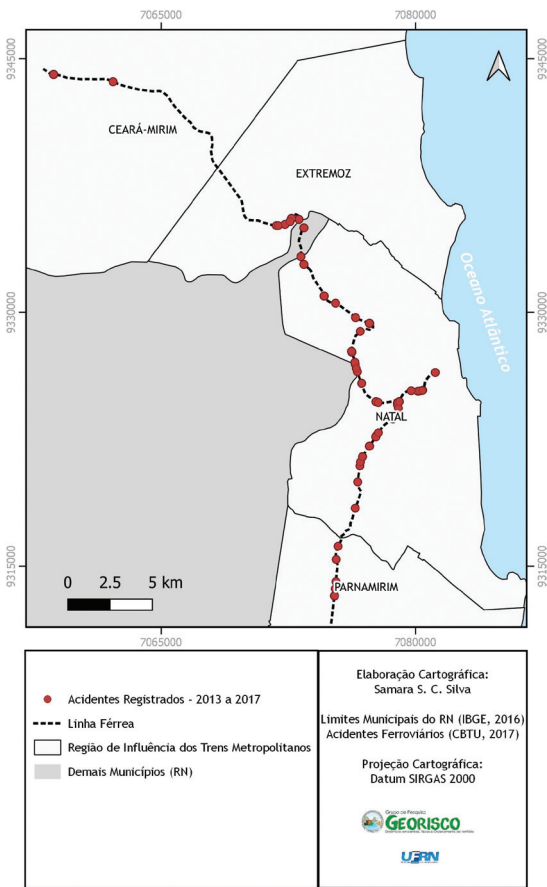 7065000
7080000
9345000
9345000
CEARÁ-MIRIM
EXTREMOZ
Oceano Atlântico
9330000
9330000
NATAL
9315000
9315000
0 2.5 5 km
PARNAMIRIM
7065000
7080000
Acidentes Registrados - 2013 a 2017
Linha Férrea
Região de Influência dos Trens Metropolitanos
Demais Municípios (RN)
Elaboração Cartográfica:
Samara S. C. Silva
Limites Municipais do RN (IBGE, 2016)
Acidentes Ferroviários (CBTU, 2017)
Projeção Cartográfica:
Datum SIRGAS 2000
Grupo de Pesquisa
GEORISCO
UFRN